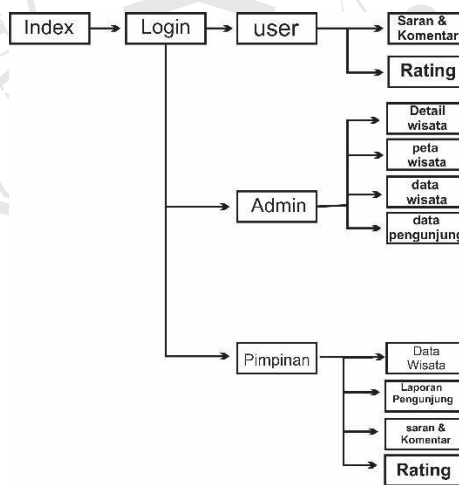 Index
Login
user
Saran &
Komentar
Rating
Detail
wisata
peta
wisata
Admin
data
wisata
data
pengunjung
Pimpinan
Data
Wisata
Laporan
Pengunjung
saran &
Komentar
Rating